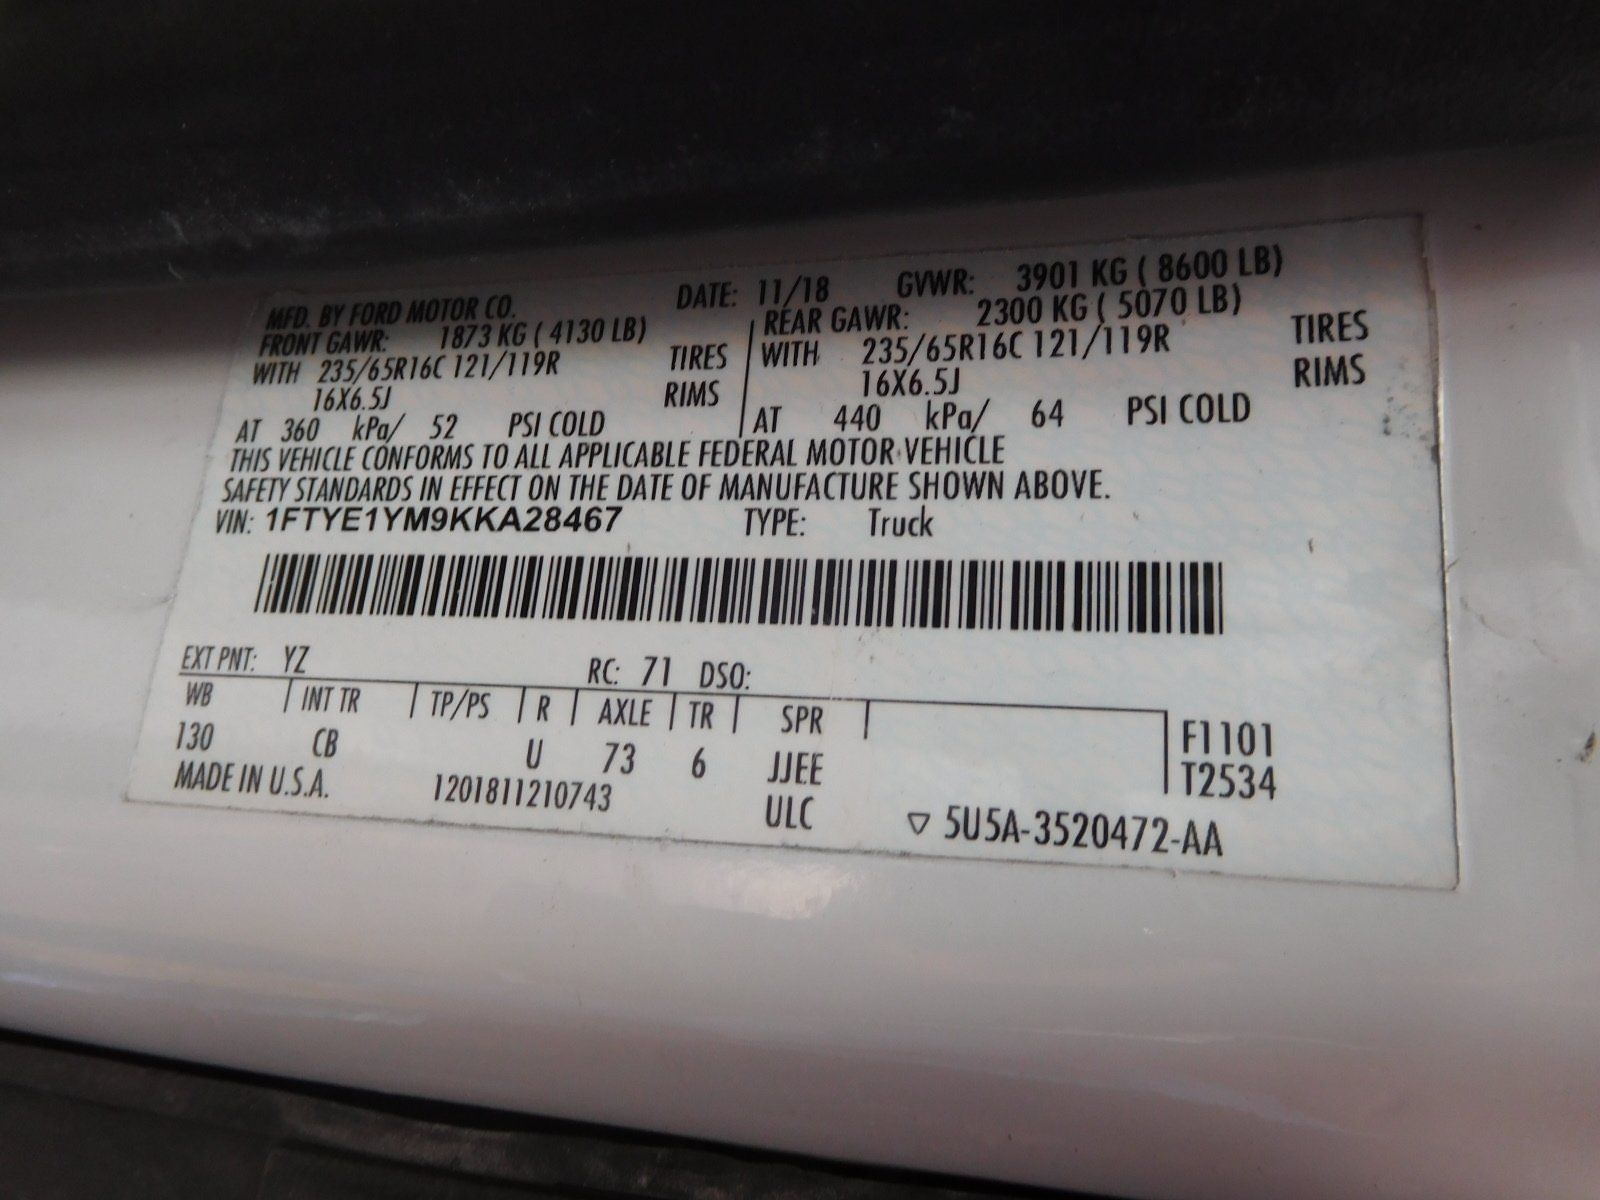 MFD. BY FORD MOTOR CO. DATE: 11/18 GVWR: 3901 KG ( 8600 LB)
FRONT GAWR: 1873 KG ( 4130 LB) REAR GAWR: 2300 KG ( 5070 LB)
WITH 235/65R16C 121/119R TIRES WITH 235/65R16C 121/119R TIRES
16X6.5J RIMS 16X6.5J RIMS
AT 360 kPa/ 52 PSI COLD AT 440 kPa/ 64 PSI COLD
THIS VEHICLE CONFORMS TO ALL APPLICABLE FEDERAL MOTOR VEHICLE
SAFETY STANDARDS IN EFFECT ON THE DATE OF MANUFACTURE SHOWN ABOVE.
VIN: 1FTYE1YM9KKA28467 TYPE: Truck
EXT PNT: YZ RC: 71 DSO:
WB INT TR TP/PS R AXLE TR SPR F1101
130 CB U 73 6 JJEE T2534
MADE IN U.S.A. 1201811210743 ULC ▽ 5U5A-3520472-AA